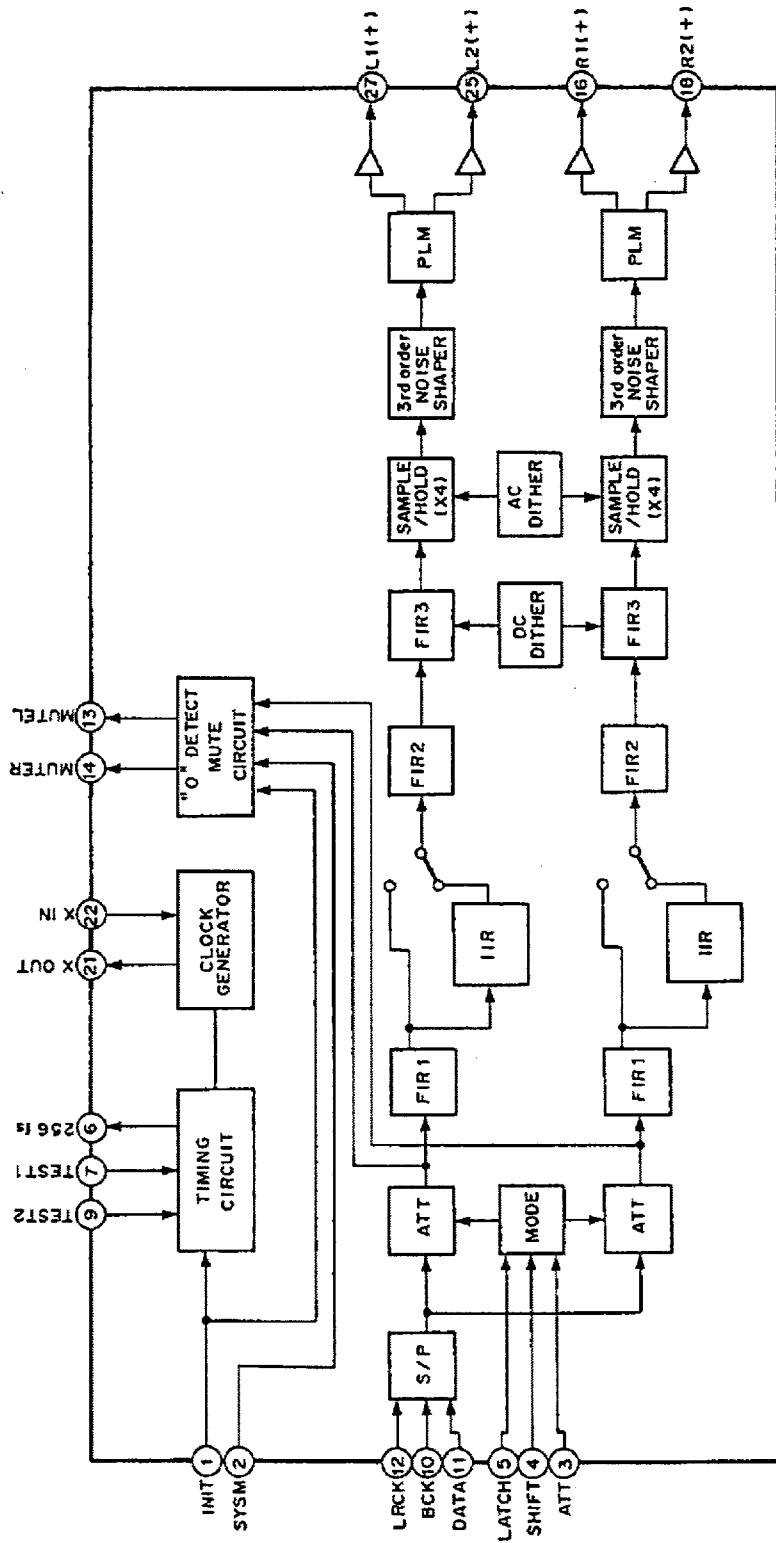 TEST2
9
TEST1
7
256fs
6
X OUT
21
X IN
22
MUTER
14
MUTEL
13
INIT
1
SYSM
2
TIMING
CIRCUIT
CLOCK
GENERATOR
"0" DETECT
MUTE
CIRCUIT
LRCK
12
BCK
10
DATA
11
S/P
ATT
FIR1
IIR
FIR2
FIR3
SAMPLE
/HOLD
(X4)
3rd order
NOISE
SHAPER
PLM
27
L1(+)
25
L2(+)
LATCH
5
SHIFT
4
ATT
3
MODE
DC
DITHER
AC
DITHER
ATT
FIR1
IIR
FIR2
FIR3
SAMPLE
/HOLD
(X4)
3rd order
NOISE
SHAPER
PLM
16
R1(+)
18
R2(+)